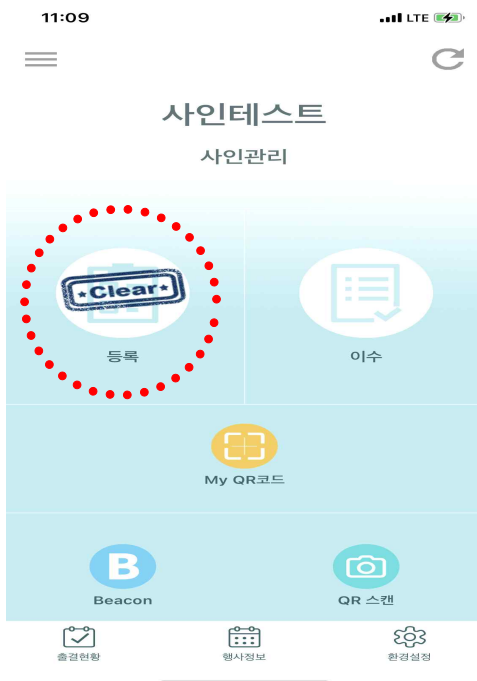 11:09 LTE
사인테스트
사인관리
Clear
등록 이수
My QR코드
B
Beacon QR 스캔
출결현황 행사정보 환경설정